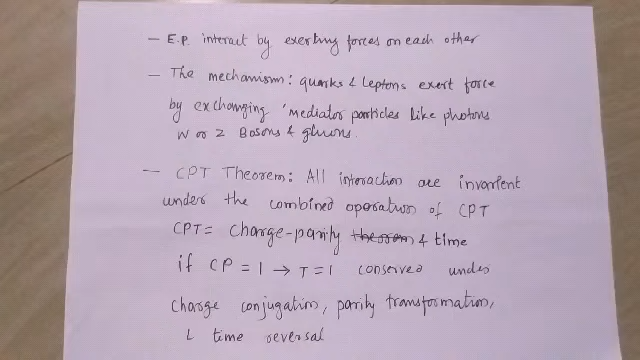 - E.P. interact by exerting forces on each other
- The mechanism: quarks & Leptons exert force
by exchanging 'mediator particles like photons
W or Z Bosons & gluons.
- CPT Theorem: All interaction are invarient
under the combined operation of CPT
CPT = Charge-parity theorem & time
if CP = 1 → T = 1 conserved under
charge conjugation, parity transformation,
& time reversal